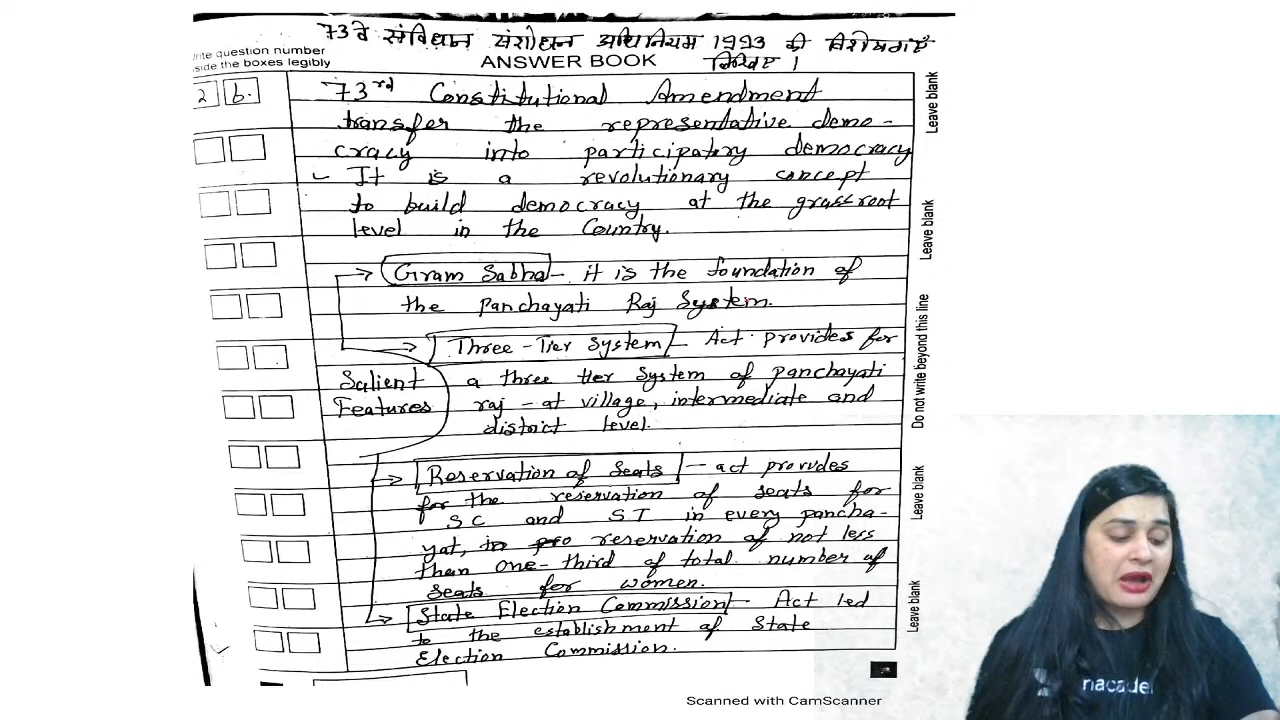 73वे संविधान संशोधन अधिनियम 1993 की विशेषताएँ
लिखिए ।
rite question number
side the boxes legibly
ANSWER BOOK
2 b.
73rd Constitutional Amendment
transfer the representative demo-
cracy into participatory democracy
- It is a revolutionary concept
to build democracy at the grassroot
level in the Country.
→ Gram Sabha - it is the foundation of
the Panchayati Raj System.
→ Three-Tier System - Act provides for
a three tier system of panchayati
raj - at village, intermediate and
district level.
Salient
Features
→ Reservation of Seats - act provides
for the reservation of seats for
SC and ST in every pancha-
yat, reservation of not less
than one-third of total number of
seats for women.
→ State Election Commission - Act led
to the establishment of State
Election Commission.
Leave blank
Leave blank
Do not write beyond this line
Leave blank
Leave blank
nacade
Scanned with CamScanner